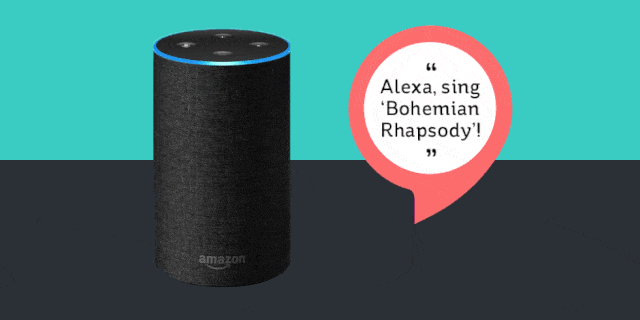 “
Alexa, sing
‘Bohemian
Rhapsody’!
”
amazon